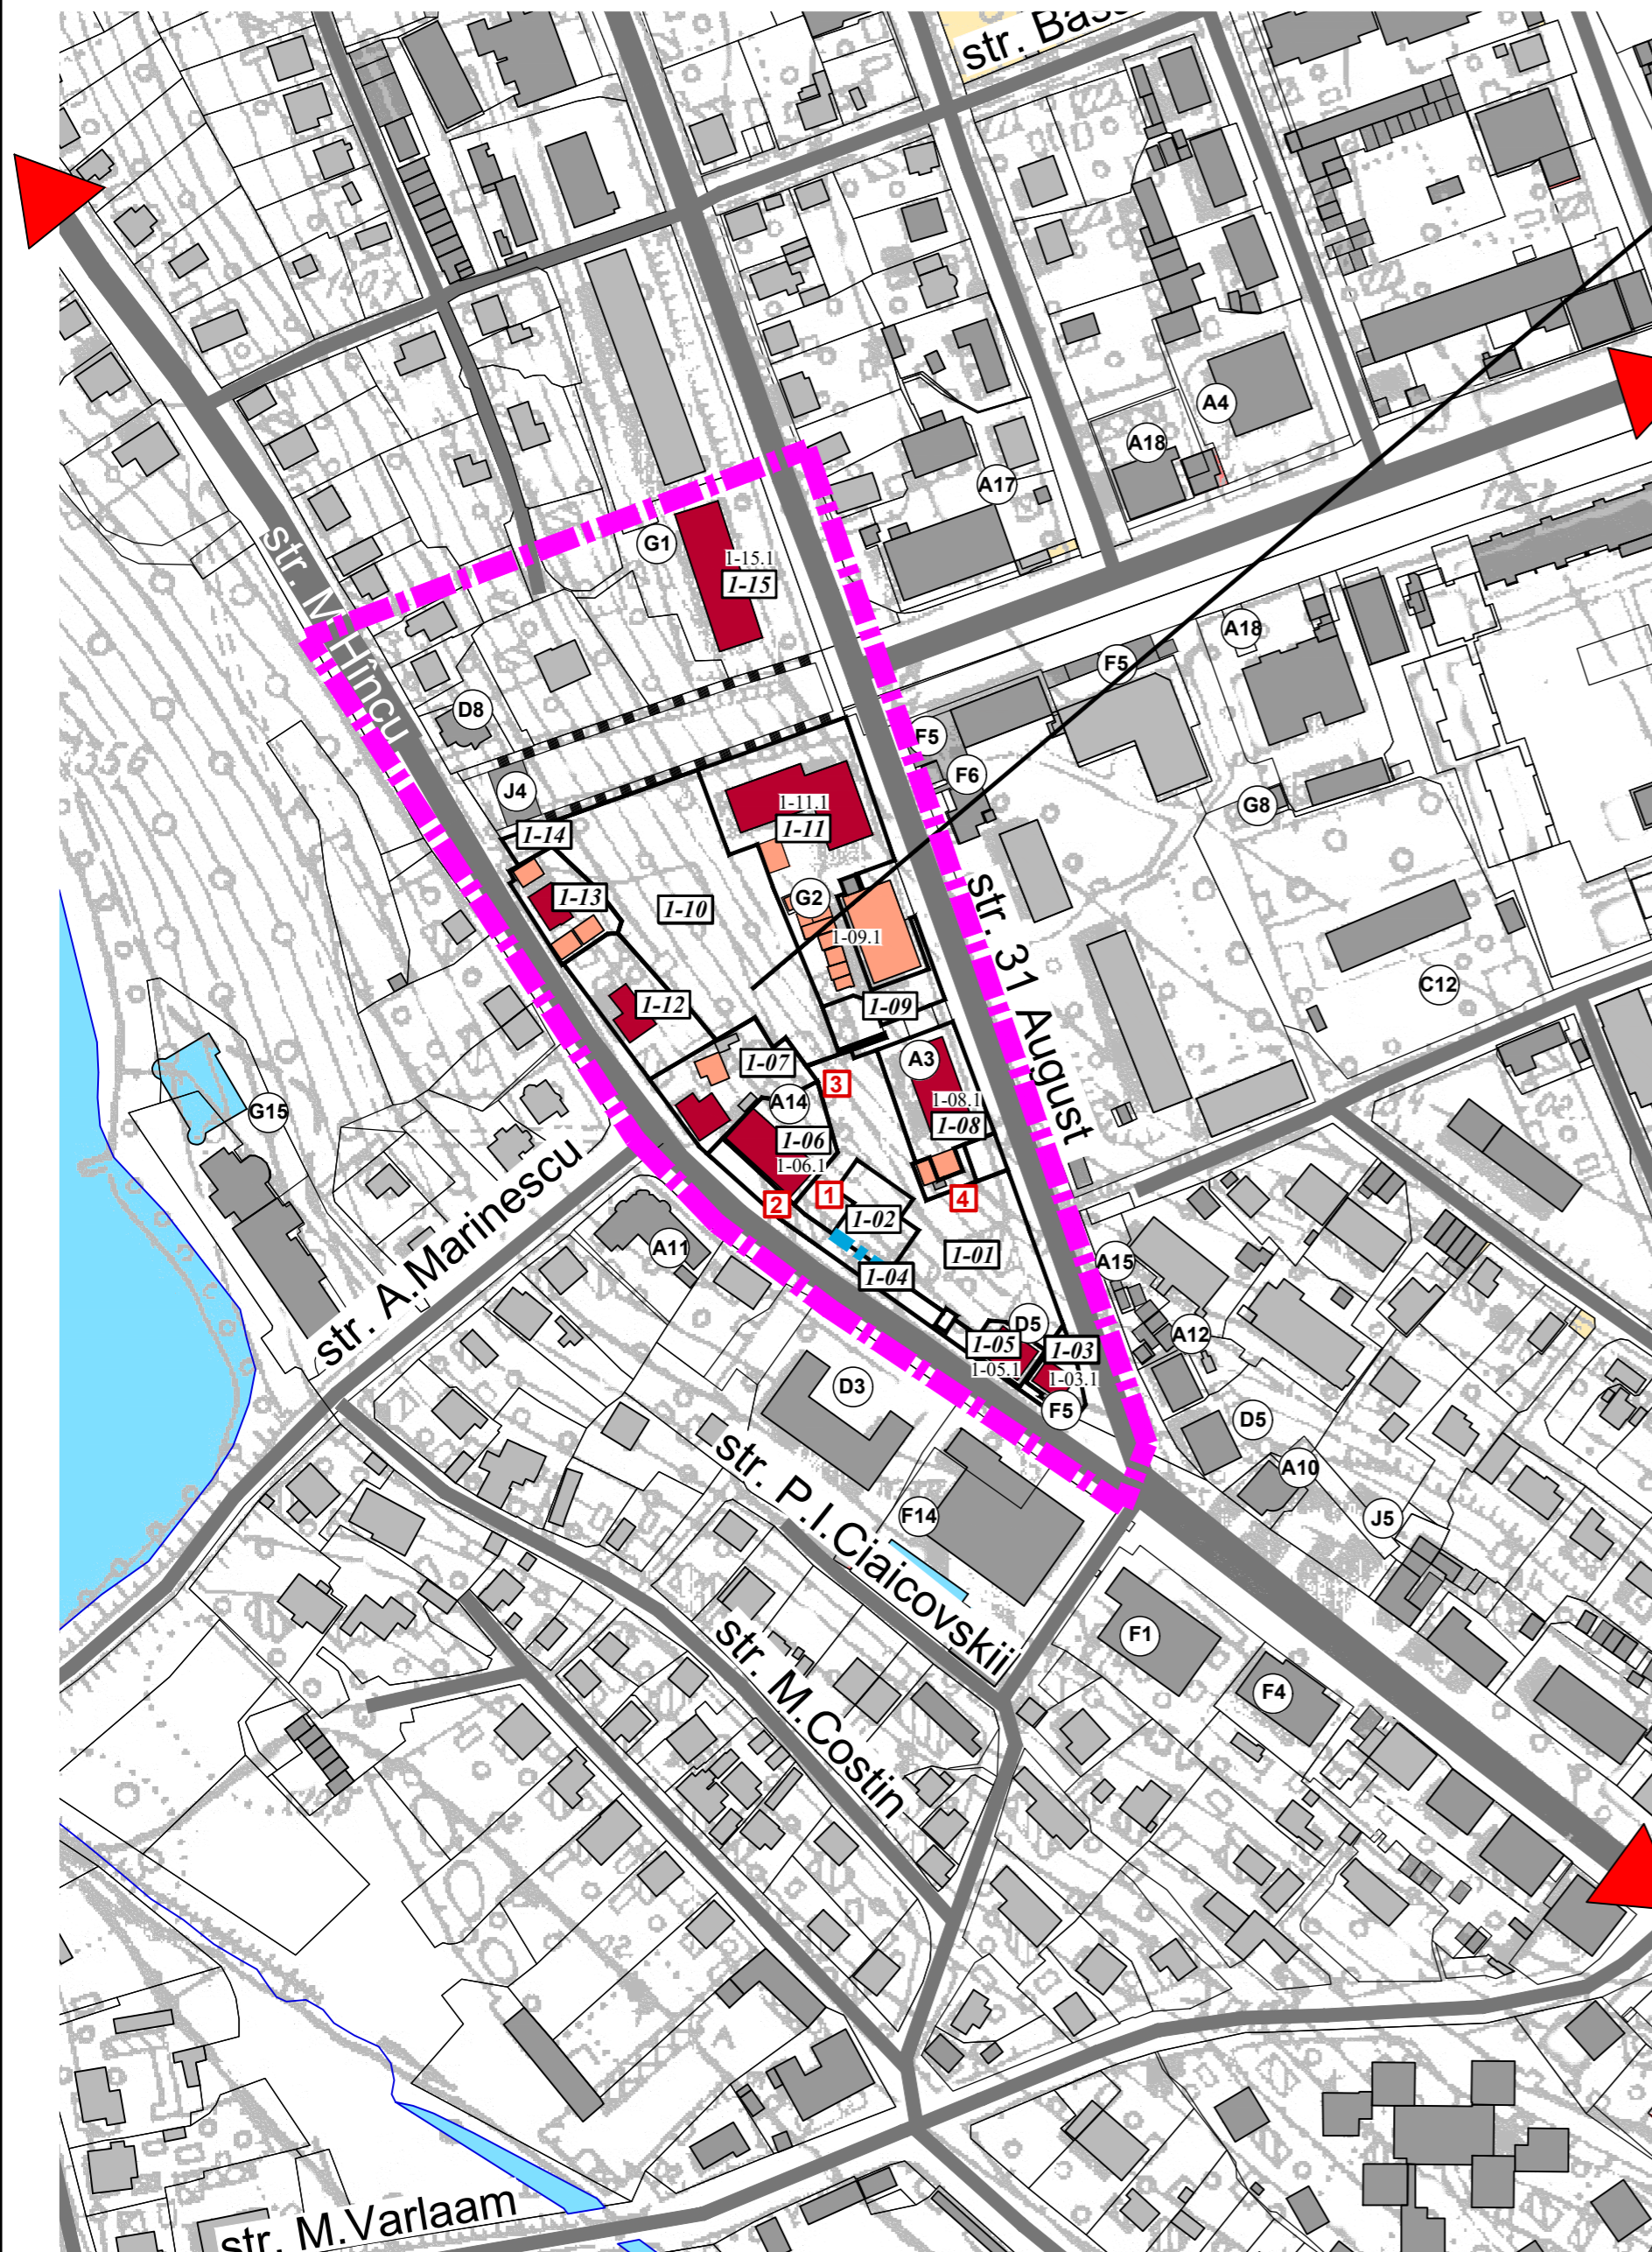 A4
A18
A17
G1
1-15.1
1-15
str. M.Hîncu
A18
F5
D8
F5
F6
J4
G8
1-11.1
1-11
1-14
1-13
1-10
G2
str. 31 August
1-09.1
C12
1-12
1-09
1-07
A3
3
G15
A14
1-08.1
1-08
1-06
1-06.1
1
2
4
1-02
str. A.Marinescu
A11
1-01
A15
1-04
D5
A12
1-05
1-03
1-05.1
1-03.1
D3
F5
D5
str. P.I.Ciaicovskii
A10
F14
J5
F1
str. M.Costin
F4
str. M.Varlaam